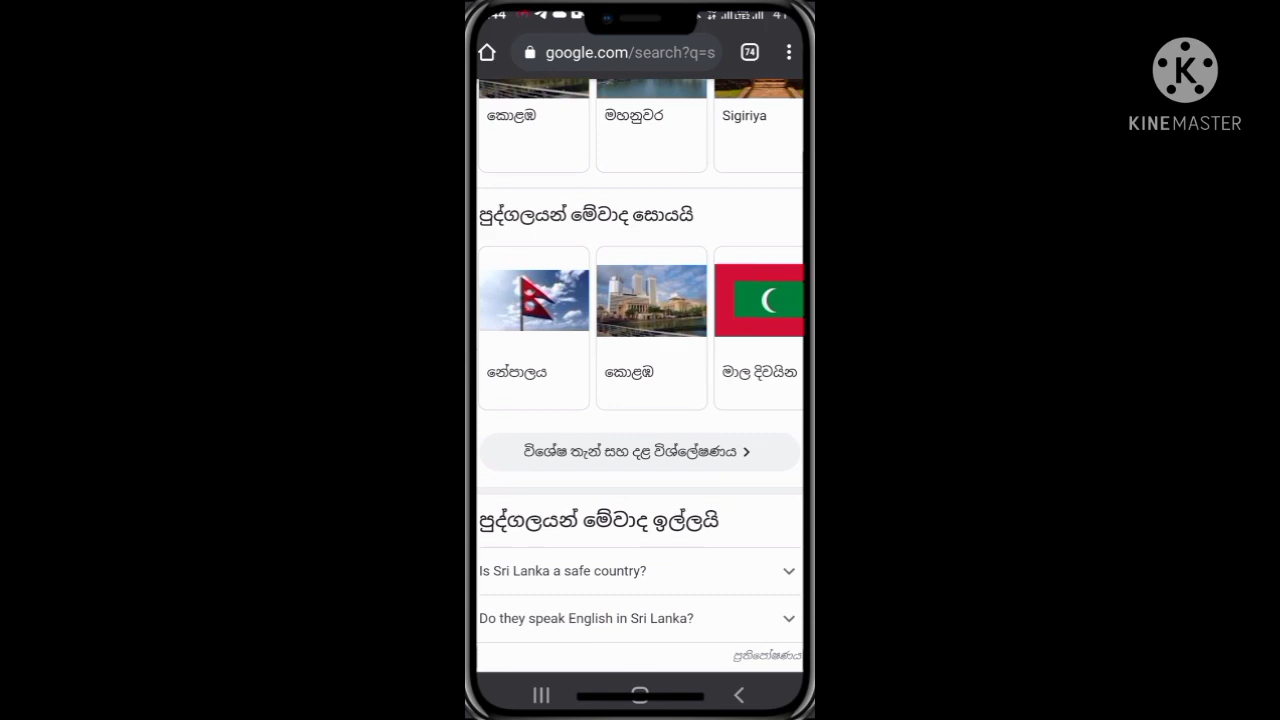 google.com/search?q=s
74
කොළඹ
මහනුවර
Sigiriya
පුද්ගලයන් මේවාද සොයයි
නේපාලය
කොළඹ
මාල දිවයින
විශේෂ තැන් සහ දළ විශ්ලේෂණය
පුද්ගලයන් මේවාද ඉල්ලයි
Is Sri Lanka a safe country?
Do they speak English in Sri Lanka?
ප්‍රතිපෝෂණය
K
KINEMASTER